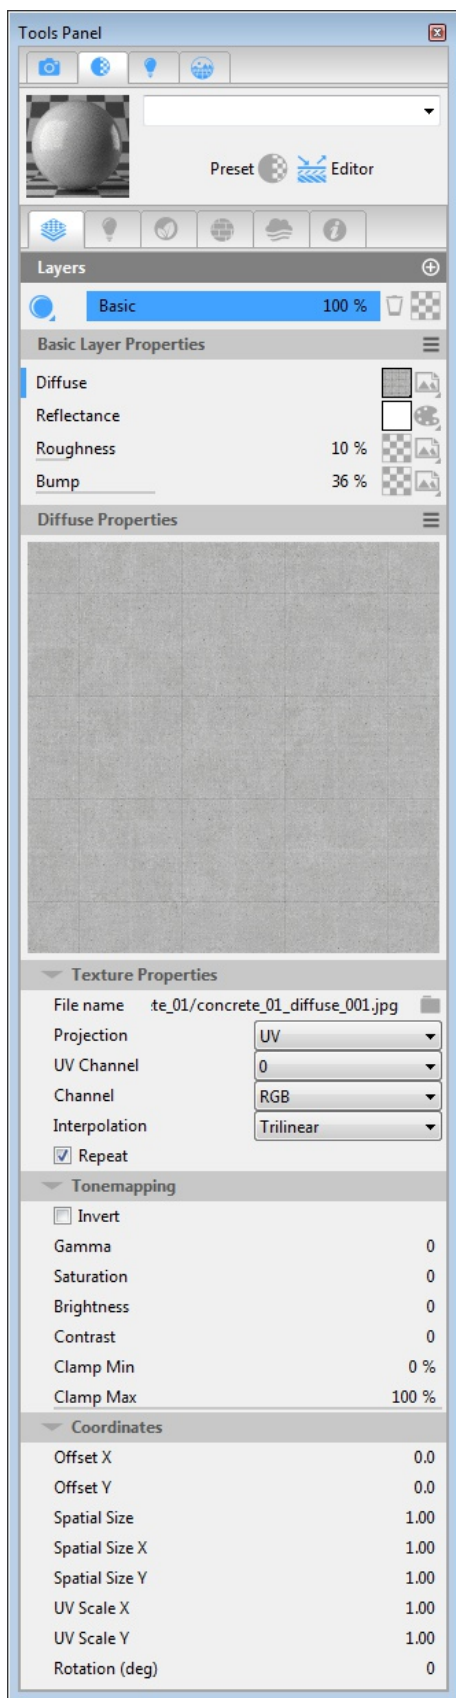 Tools Panel
Preset Editor
Layers
Basic 100 %
Basic Layer Properties
Diffuse
Reflectance
Roughness 10 %
Bump 36 %
Diffuse Properties
Texture Properties
File name :te_01/concrete_01_diffuse_001.jpg
Projection UV
UV Channel 0
Channel RGB
Interpolation Trilinear
Repeat
Tonemapping
Invert
Gamma 0
Saturation 0
Brightness 0
Contrast 0
Clamp Min 0 %
Clamp Max 100 %
Coordinates
Offset X 0.0
Offset Y 0.0
Spatial Size 1.00
Spatial Size X 1.00
Spatial Size Y 1.00
UV Scale X 1.00
UV Scale Y 1.00
Rotation (deg) 0